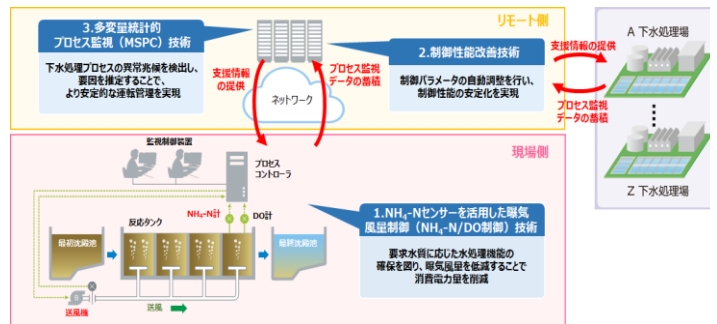 リモート側
3.多変量統計的
プロセス監視（MSPC）技術
下水処理プロセスの異常兆候を検出し、
要因を推定することで、
より安定的な運転管理を実現
支援情報
の提供
ネットワーク
プロセス監視
データの蓄積
2.制御性能改善技術
制御パラメータの自動調整を行い、
制御性能の安定化を実現
支援情報の提供
プロセス監視
データの蓄積
A 下水処理場
Z 下水処理場
現場側
監視制御装置
プロセス
コントローラ
NH₄-N計
DO計
反応タンク
最初沈殿池
最終沈殿池
送風機
送風
1.NH₄-Nセンサーを活用した曝気
風量制御（NH₄-N/DO制御）技術
要求水質に応じた水処理機能の
確保を図り、曝気風量を低減することで
消費電力量を削減